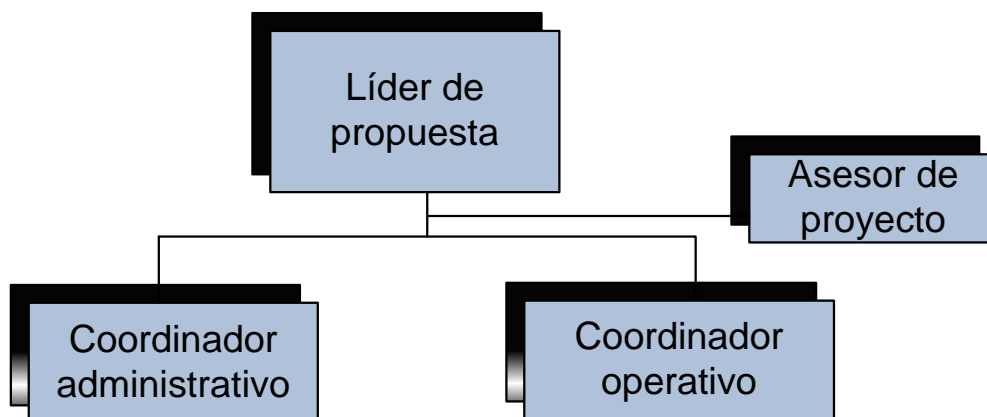 Líder de
propuesta
Asesor de
proyecto
Coordinador
administrativo
Coordinador
operativo